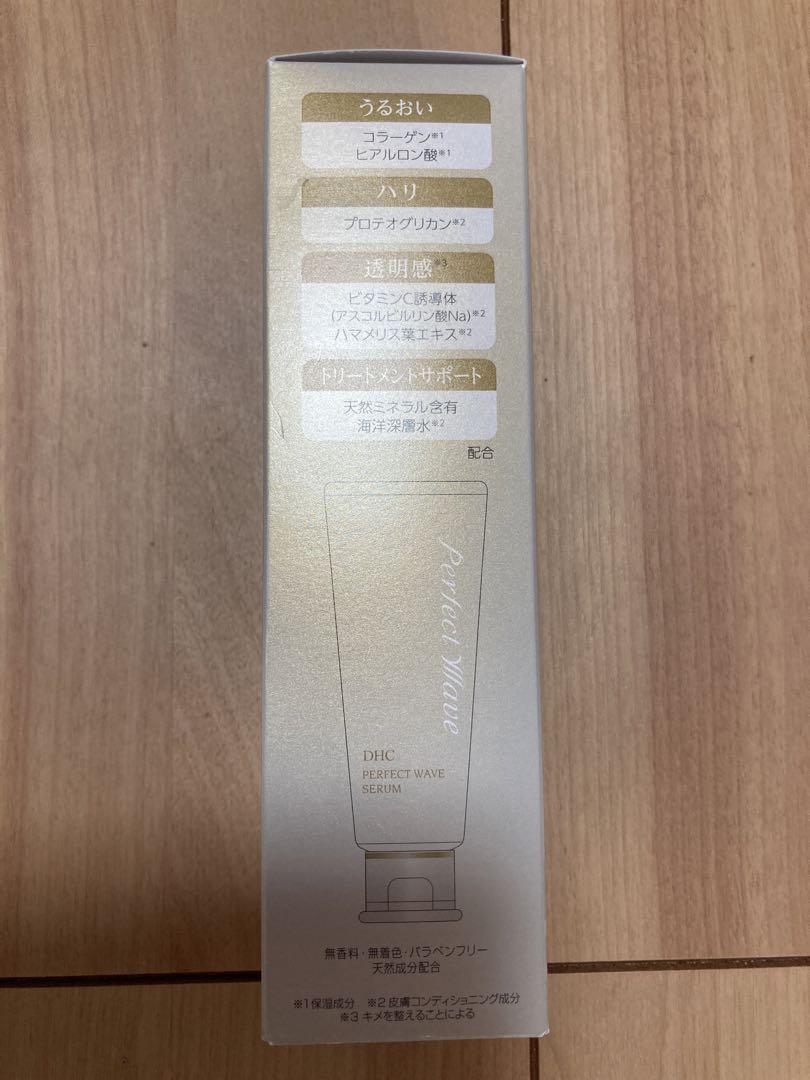 うるおい
コラーゲン※1
ヒアルロン酸※1
ハリ
プロテオグリカン※2
透明感※3
ビタミンC誘導体
(アスコルビルリン酸Na)※2
ハマメリス葉エキス※2
トリートメントサポート
天然ミネラル含有
海洋深層水※2
配合
Perfect Wave
DHC
PERFECT WAVE
SERUM
無香料・無着色・パラベンフリー
天然成分配合
※1保湿成分 ※2皮膚コンディショニング成分
※3 キメを整えることによる